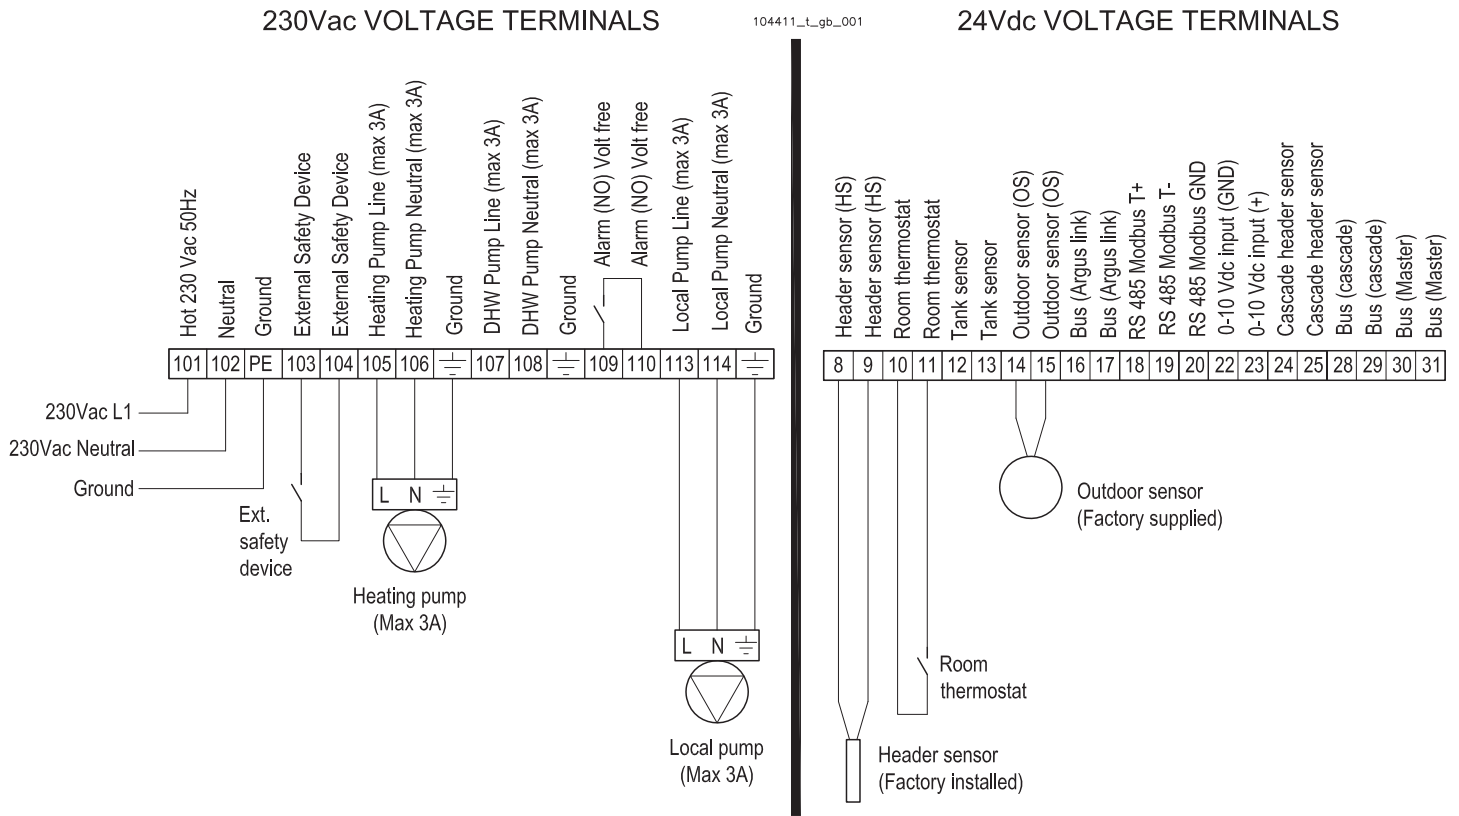 230Vac VOLTAGE TERMINALS
104411_t_gb_001
24Vdc VOLTAGE TERMINALS
Hot 230 Vac 50Hz
Neutral
Ground
External Safety Device
External Safety Device
Heating Pump Line (max 3A)
Heating Pump Neutral (max 3A)
Ground
DHW Pump Line (max 3A)
DHW Pump Neutral (max 3A)
Ground
Alarm (NO) Volt free
Alarm (NO) Volt free
Local Pump Line (max 3A)
Local Pump Neutral (max 3A)
Ground
101 102 PE 103 104 105 106 107 108 109 110 113 114
230Vac L1
230Vac Neutral
Ground
Ext.
safety
device
L N
Heating pump
(Max 3A)
L N
Local pump
(Max 3A)
Header sensor (HS)
Header sensor (HS)
Room thermostat
Room thermostat
Tank sensor
Tank sensor
Outdoor sensor (OS)
Outdoor sensor (OS)
Bus (Argus link)
Bus (Argus link)
RS 485 Modbus T+
RS 485 Modbus T-
RS 485 Modbus GND
0-10 Vdc input (GND)
0-10 Vdc input (+)
Cascade header sensor
Cascade header sensor
Bus (cascade)
Bus (cascade)
Bus (Master)
Bus (Master)
8 9 10 11 12 13 14 15 16 17 18 19 20 22 23 24 25 28 29 30 31
Outdoor sensor
(Factory supplied)
Room
thermostat
Header sensor
(Factory installed)